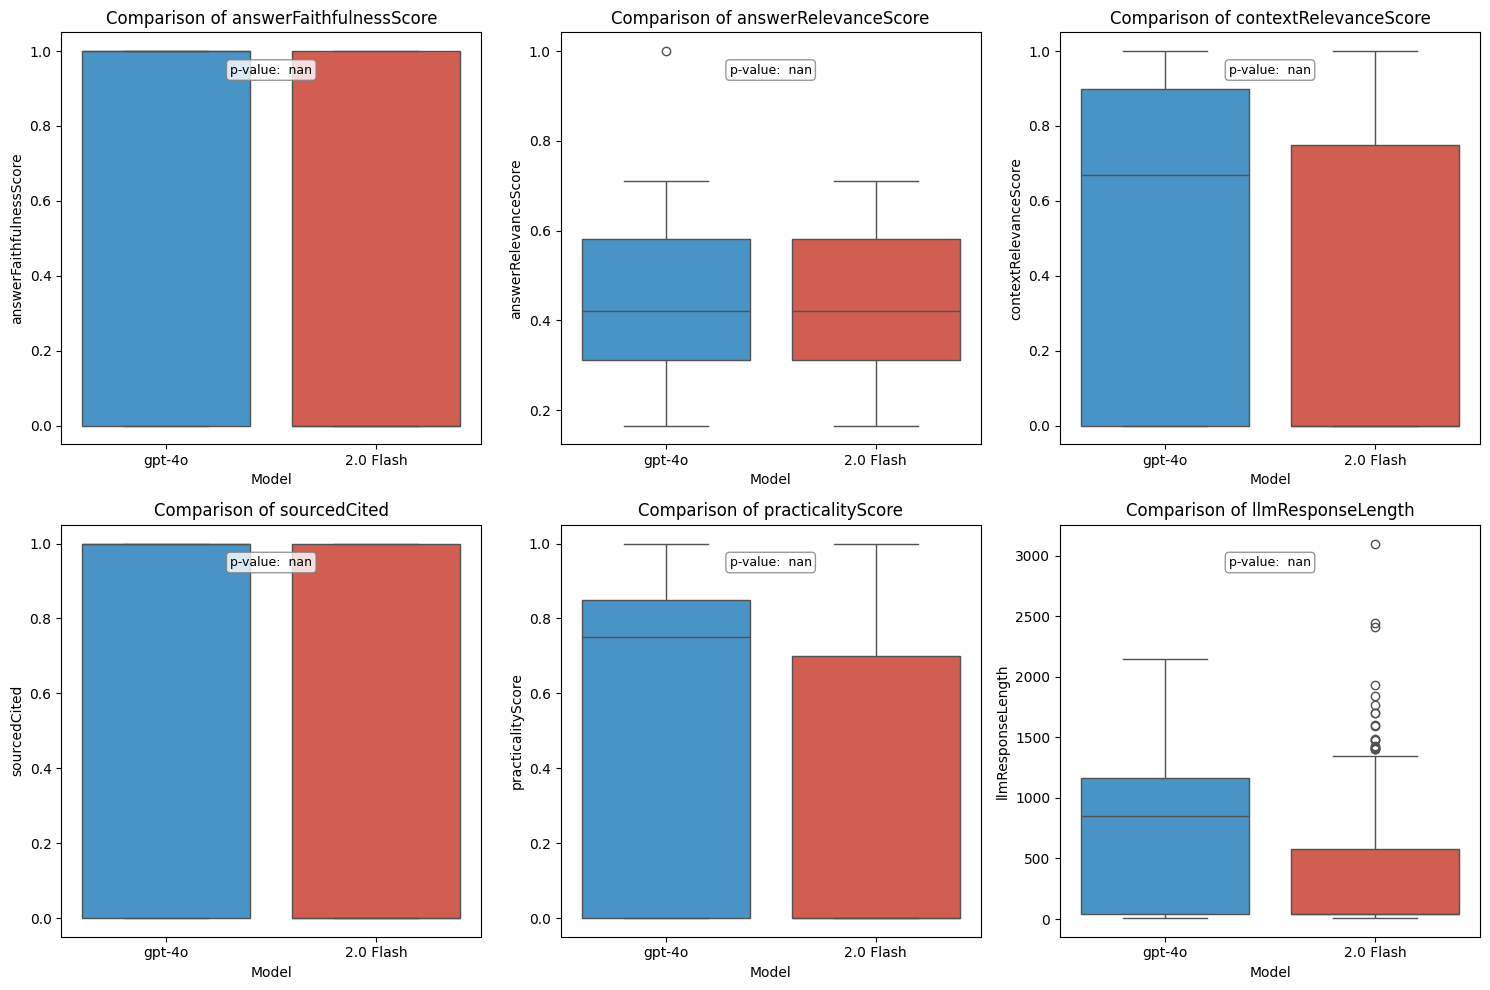 Comparison of answerFaithfulnessScore
p-value:  nan
answerFaithfulnessScore
1.0
0.8
0.6
0.4
0.2
0.0
gpt-4o
2.0 Flash
Model
Comparison of answerRelevanceScore
p-value:  nan
answerRelevanceScore
1.0
0.8
0.6
0.4
0.2
gpt-4o
2.0 Flash
Model
Comparison of contextRelevanceScore
p-value:  nan
contextRelevanceScore
1.0
0.8
0.6
0.4
0.2
0.0
gpt-4o
2.0 Flash
Model
Comparison of sourcedCited
p-value:  nan
sourcedCited
1.0
0.8
0.6
0.4
0.2
0.0
gpt-4o
2.0 Flash
Model
Comparison of practicalityScore
p-value:  nan
practicalityScore
1.0
0.8
0.6
0.4
0.2
0.0
gpt-4o
2.0 Flash
Model
Comparison of llmResponseLength
p-value:  nan
llmResponseLength
3000
2500
2000
1500
1000
500
0
gpt-4o
2.0 Flash
Model